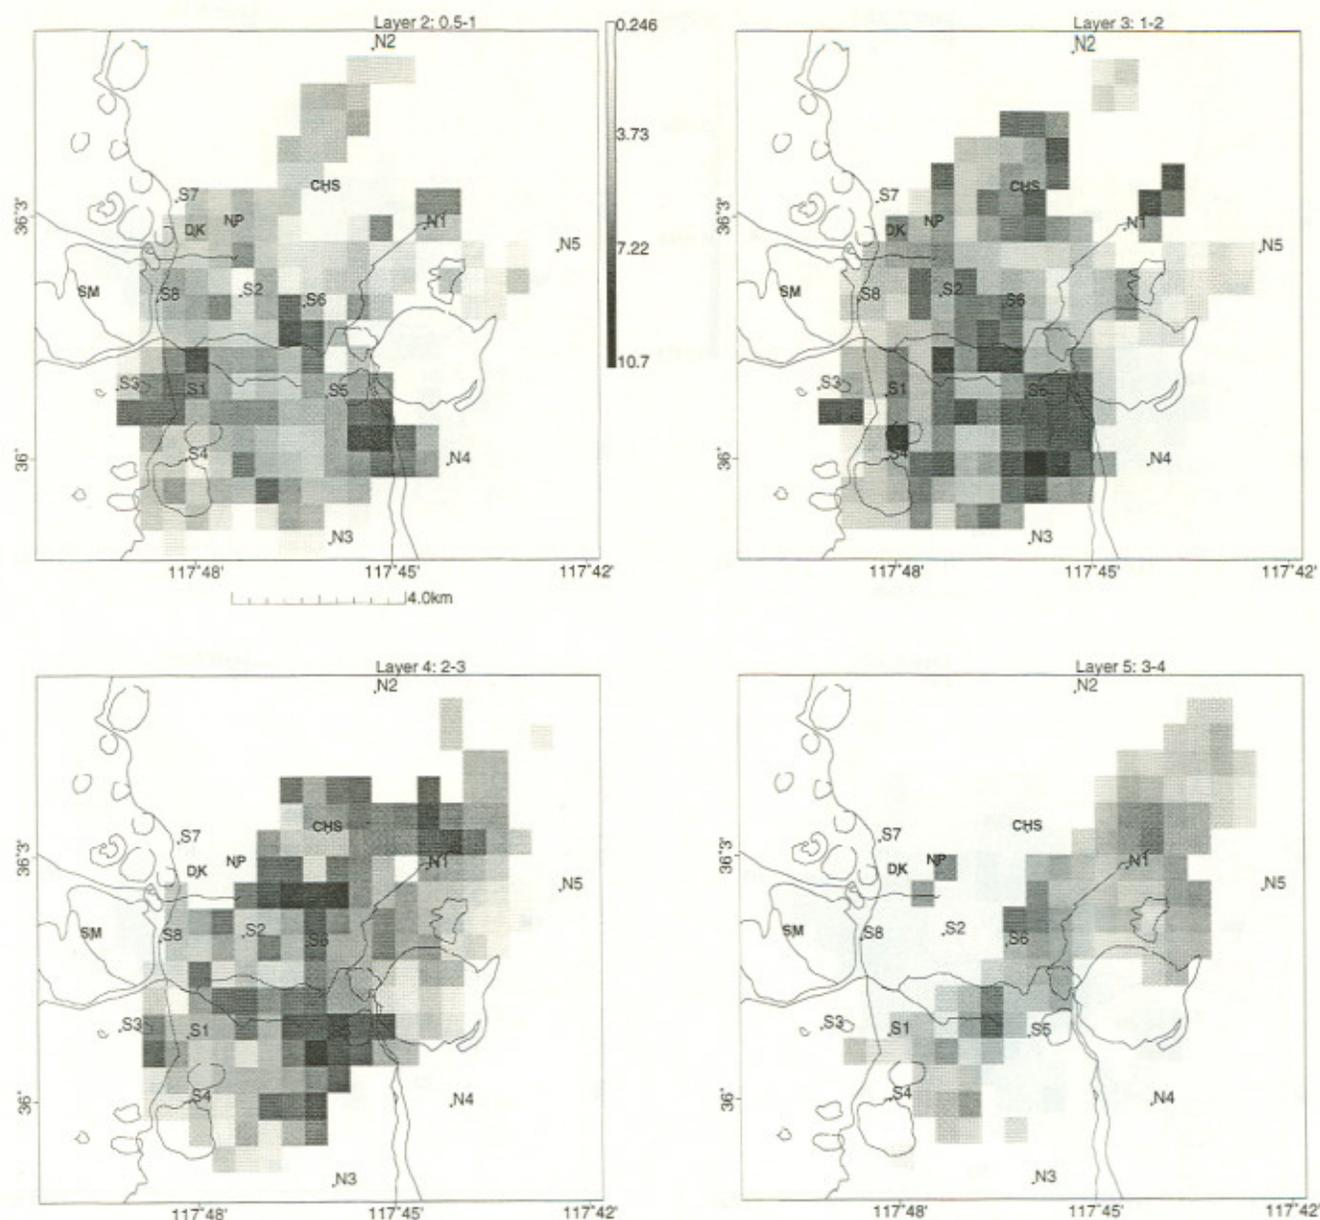 Layer 2: 0.5-1
N2
0.246
3.73
7.22
10.7
CHS
S7
DK
NP
N1
N5
36°3'
SM
S8
S2
S6
S3
S1
S5
S4
N4
36°
N3
117°48'
117°45'
117°42'
4.0km
Layer 3: 1-2
N2
CHS
S7
DK
NP
N1
N5
36°3'
SM
S8
S2
S6
S3
S1
S5
S4
N4
36°
N3
117°48'
117°45'
117°42'
Layer 4: 2-3
N2
CHS
S7
DK
NP
N1
N5
36°3'
SM
S8
S2
S6
S3
S1
S4
N4
36°
N3
117°48'
117°45'
117°42'
Layer 5: 3-4
N2
CHS
S7
DK
NP
N1
N5
36°3'
SM
S8
S2
S6
S3
S1
S5
S4
N4
36°
N3
117°48'
117°45'
117°42'